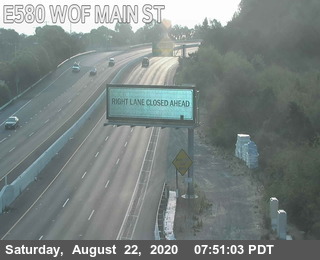 E580 WOF MAIN ST
RIGHT LANE CLOSED AHEAD
Saturday, August 22, 2020 07:51:03 PDT